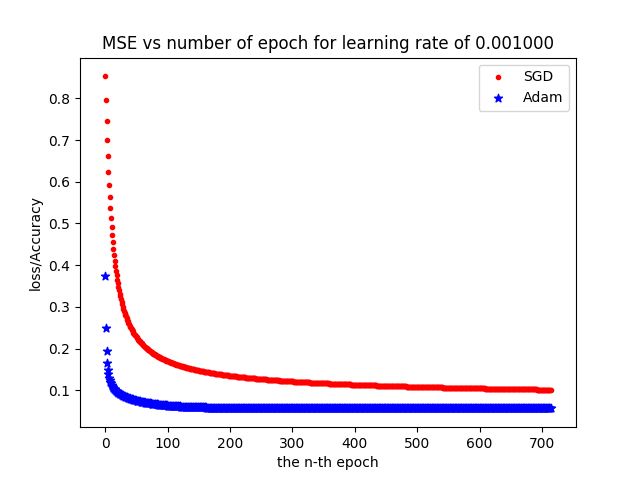 MSE vs number of epoch for learning rate of 0.001000
SGD
Adam
loss/Accuracy
0.8
0.7
0.6
0.5
0.4
0.3
0.2
0.1
0 100 200 300 400 500 600 700
the n-th epoch